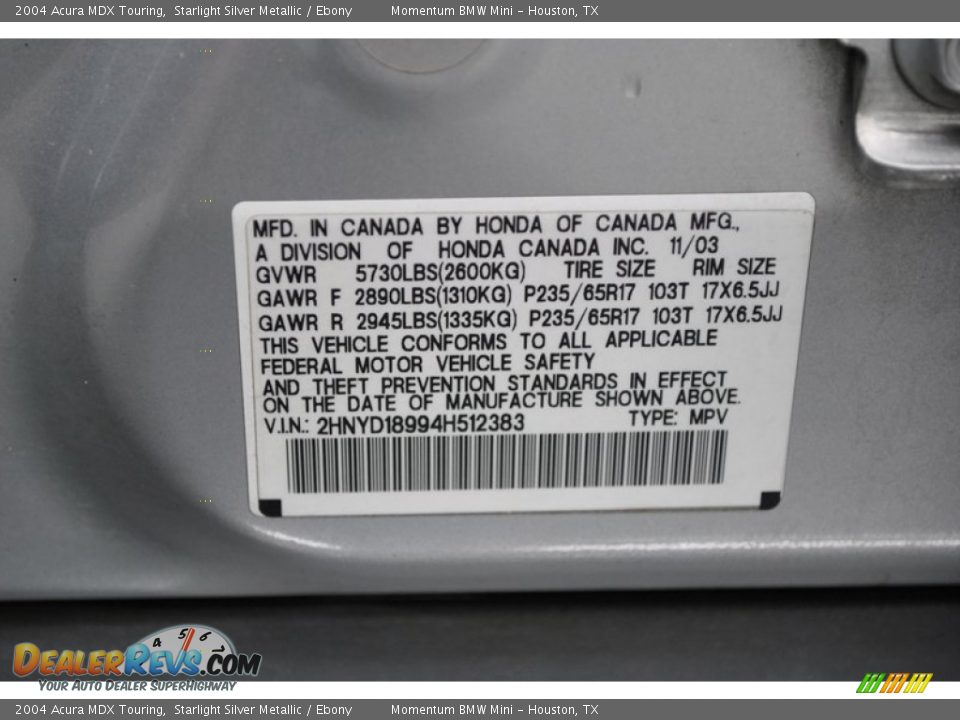 2004 Acura MDX Touring, Starlight Silver Metallic / Ebony Momentum BMW Mini - Houston, TX
MFD. IN CANADA BY HONDA OF CANADA MFG.,
A DIVISION OF HONDA CANADA INC. 11/03
GVWR 5730LBS(2600KG) TIRE SIZE RIM SIZE
GAWR F 2890LBS(1310KG) P235/65R17 103T 17X6.5JJ
GAWR R 2945LBS(1335KG) P235/65R17 103T 17X6.5JJ
THIS VEHICLE CONFORMS TO ALL APPLICABLE
FEDERAL MOTOR VEHICLE SAFETY
AND THEFT PREVENTION STANDARDS IN EFFECT
ON THE DATE OF MANUFACTURE SHOWN ABOVE.
V.I.N.: 2HNYD18994H512383 TYPE: MPV
4 5 6
DEALERREVS.COM
YOUR AUTO DEALER SUPERHIGHWAY
2004 Acura MDX Touring, Starlight Silver Metallic / Ebony Momentum BMW Mini - Houston, TX